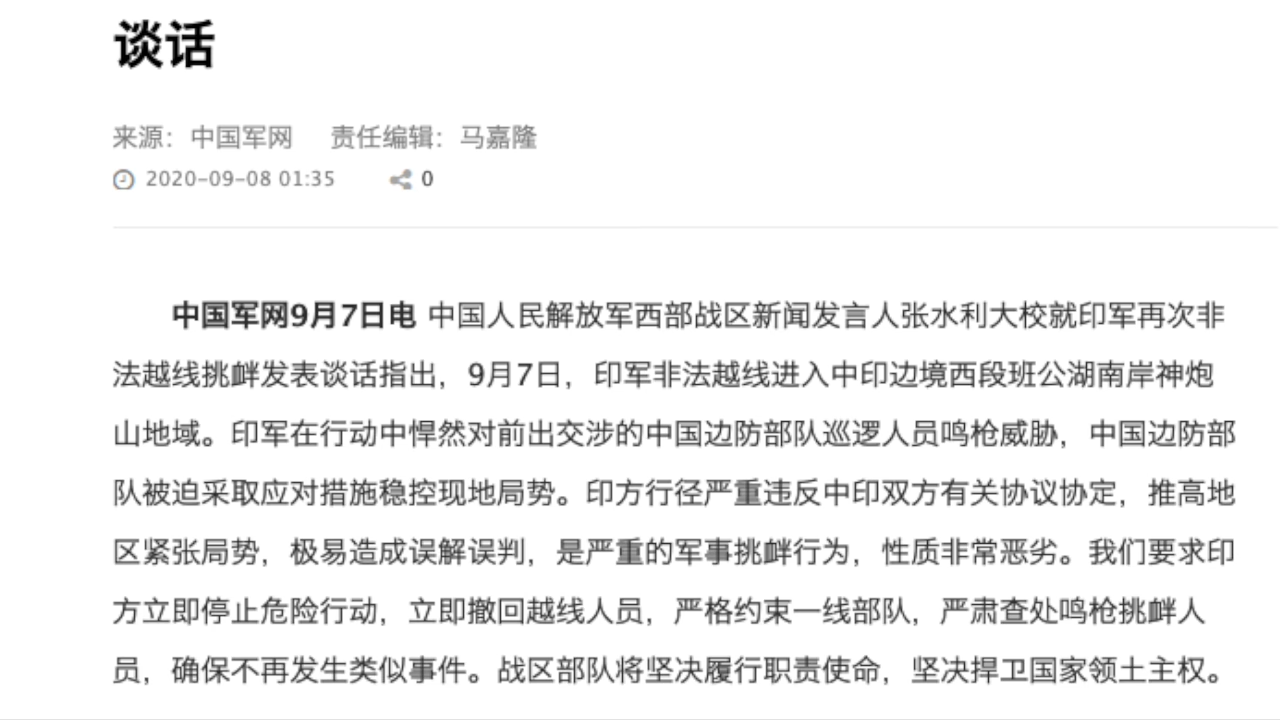 谈话
来源：中国军网 责任编辑：马嘉隆
2020-09-08 01:35 0
中国军网9月7日电 中国人民解放军西部战区新闻发言人张水利大校就印军再次非
法越线挑衅发表谈话指出，9月7日，印军非法越线进入中印边境西段班公湖南岸神炮
山地域。印军在行动中悍然对前出交涉的中国边防部队巡逻人员鸣枪威胁，中国边防部
队被迫采取应对措施稳控现地局势。印方行径严重违反中印双方有关协议协定，推高地
区紧张局势，极易造成误解误判，是严重的军事挑衅行为，性质非常恶劣。我们要求印
方立即停止危险行动，立即撤回越线人员，严格约束一线部队，严肃查处鸣枪挑衅人
员，确保不再发生类似事件。战区部队将坚决履行职责使命，坚决捍卫国家领土主权。